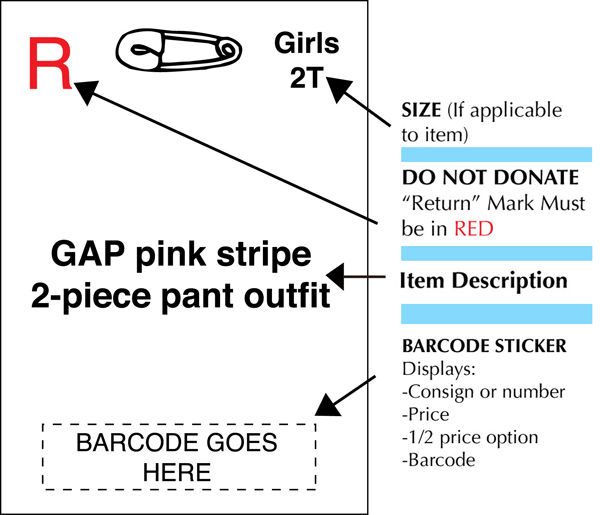 R
Girls
2T
GAP pink stripe
2-piece pant outfit
BARCODE GOES
HERE
SIZE (If applicable
to item)
DO NOT DONATE
“Return” Mark Must
be in RED
Item Description
BARCODE STICKER
Displays:
-Consign or number
-Price
-1/2 price option
-Barcode